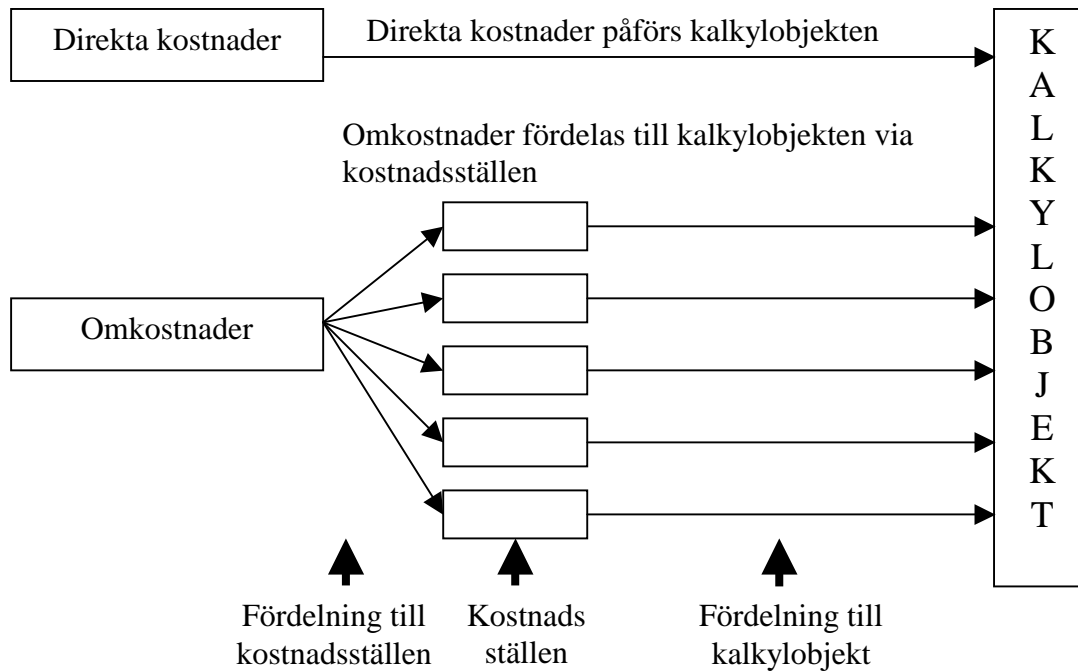 Direkta kostnader
Direkta kostnader påförs kalkylobjekten
K
A
L
K
Y
L
O
B
J
E
K
T
Omkostnader fördelas till kalkylobjekten via
kostnadsställen
Omkostnader
Fördelning till
kostnadsställen
Kostnads
ställen
Fördelning till
kalkylobjekt